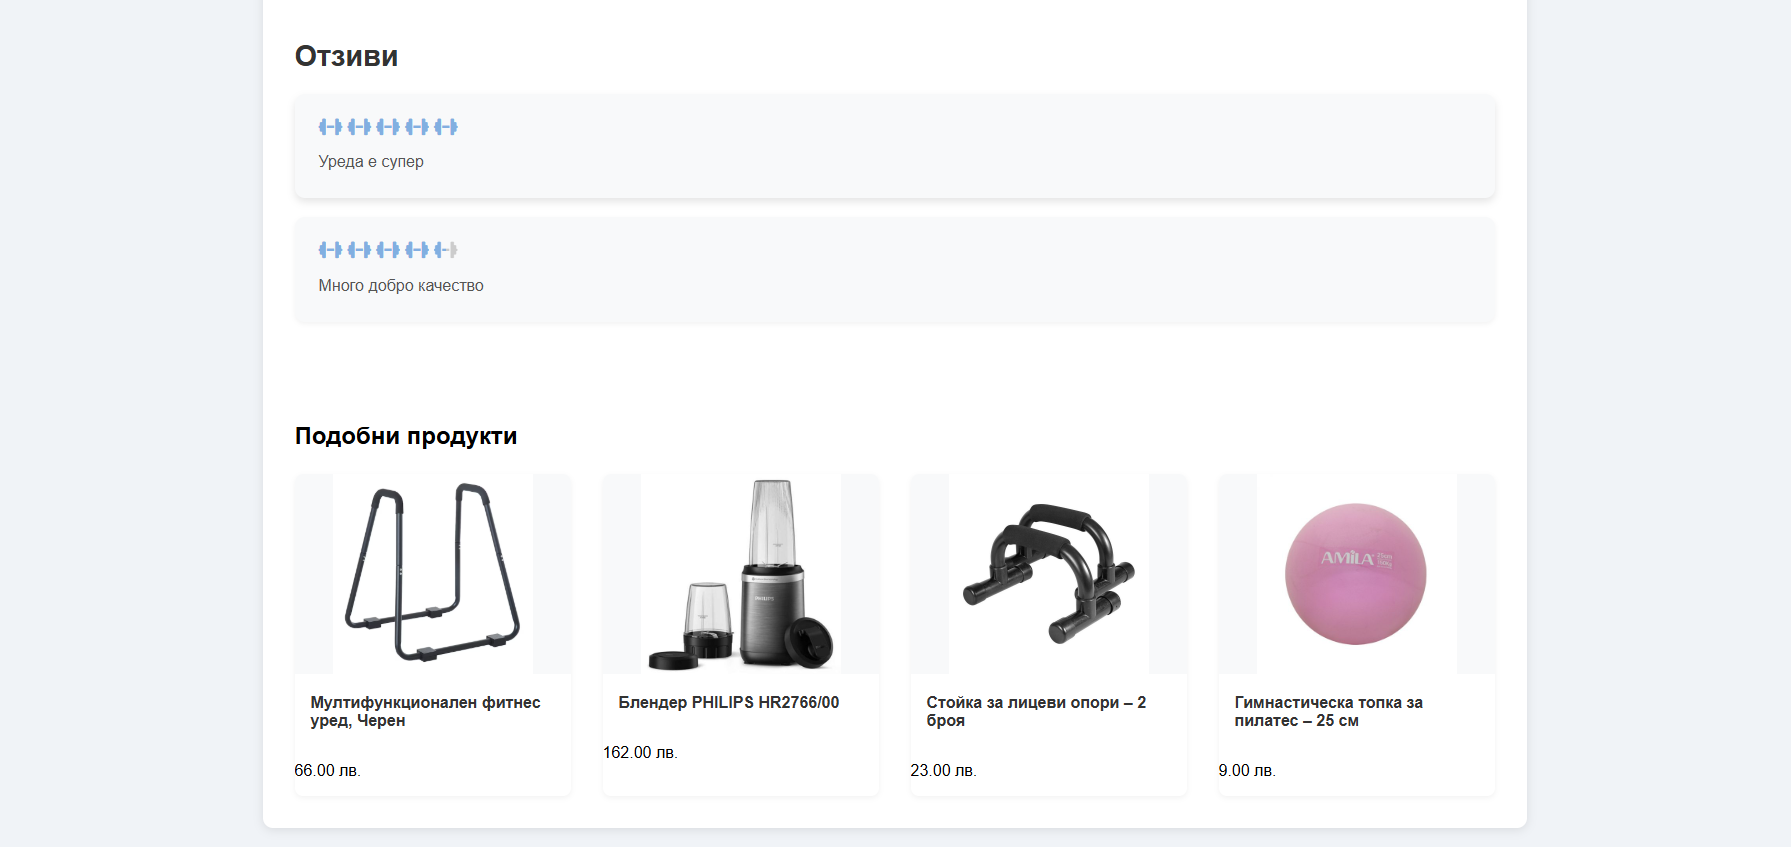 Отзиви
Уреда е супер
Много добро качество
Подобни продукти
PHILIPS
AMILA
Мултифункционален фитнес
уред, Черен
66.00 лв.
Блендер PHILIPS HR2766/00
162.00 лв.
Стойка за лицеви опори – 2
броя
23.00 лв.
Гимнастическа топка за
пилатес – 25 см
9.00 лв.